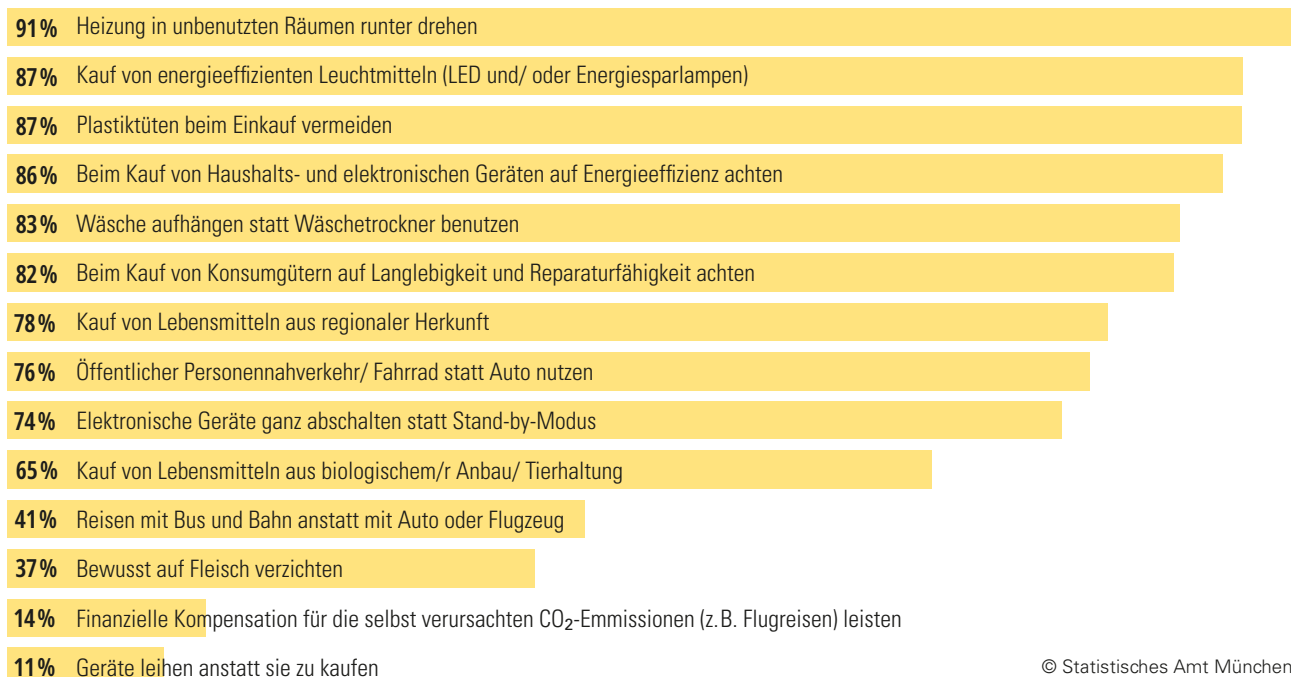 91% Heizung in unbenutzten Räumen runter drehen
87% Kauf von energieeffizienten Leuchtmitteln (LED und/ oder Energiesparlampen)
87% Plastiktüten beim Einkauf vermeiden
86% Beim Kauf von Haushalts- und elektronischen Geräten auf Energieeffizienz achten
83% Wäsche aufhängen statt Wäschetrockner benutzen
82% Beim Kauf von Konsumgütern auf Langlebigkeit und Reparaturfähigkeit achten
78% Kauf von Lebensmitteln aus regionaler Herkunft
76% Öffentlicher Personennahverkehr/ Fahrrad statt Auto nutzen
74% Elektronische Geräte ganz abschalten statt Stand-by-Modus
65% Kauf von Lebensmitteln aus biologischem/r Anbau/ Tierhaltung
41% Reisen mit Bus und Bahn anstatt mit Auto oder Flugzeug
37% Bewusst auf Fleisch verzichten
14% Finanzielle Kompensation für die selbst verursachten CO₂-Emmissionen (z.B. Flugreisen) leisten
11% Geräte leihen anstatt sie zu kaufen
© Statistisches Amt München